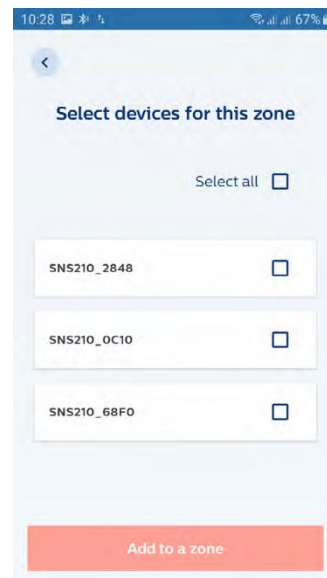 10:28 67%
Select devices for this zone
Select all
SNS210_2848
SNS210_0C10
SNS210_68F0
Add to a zone